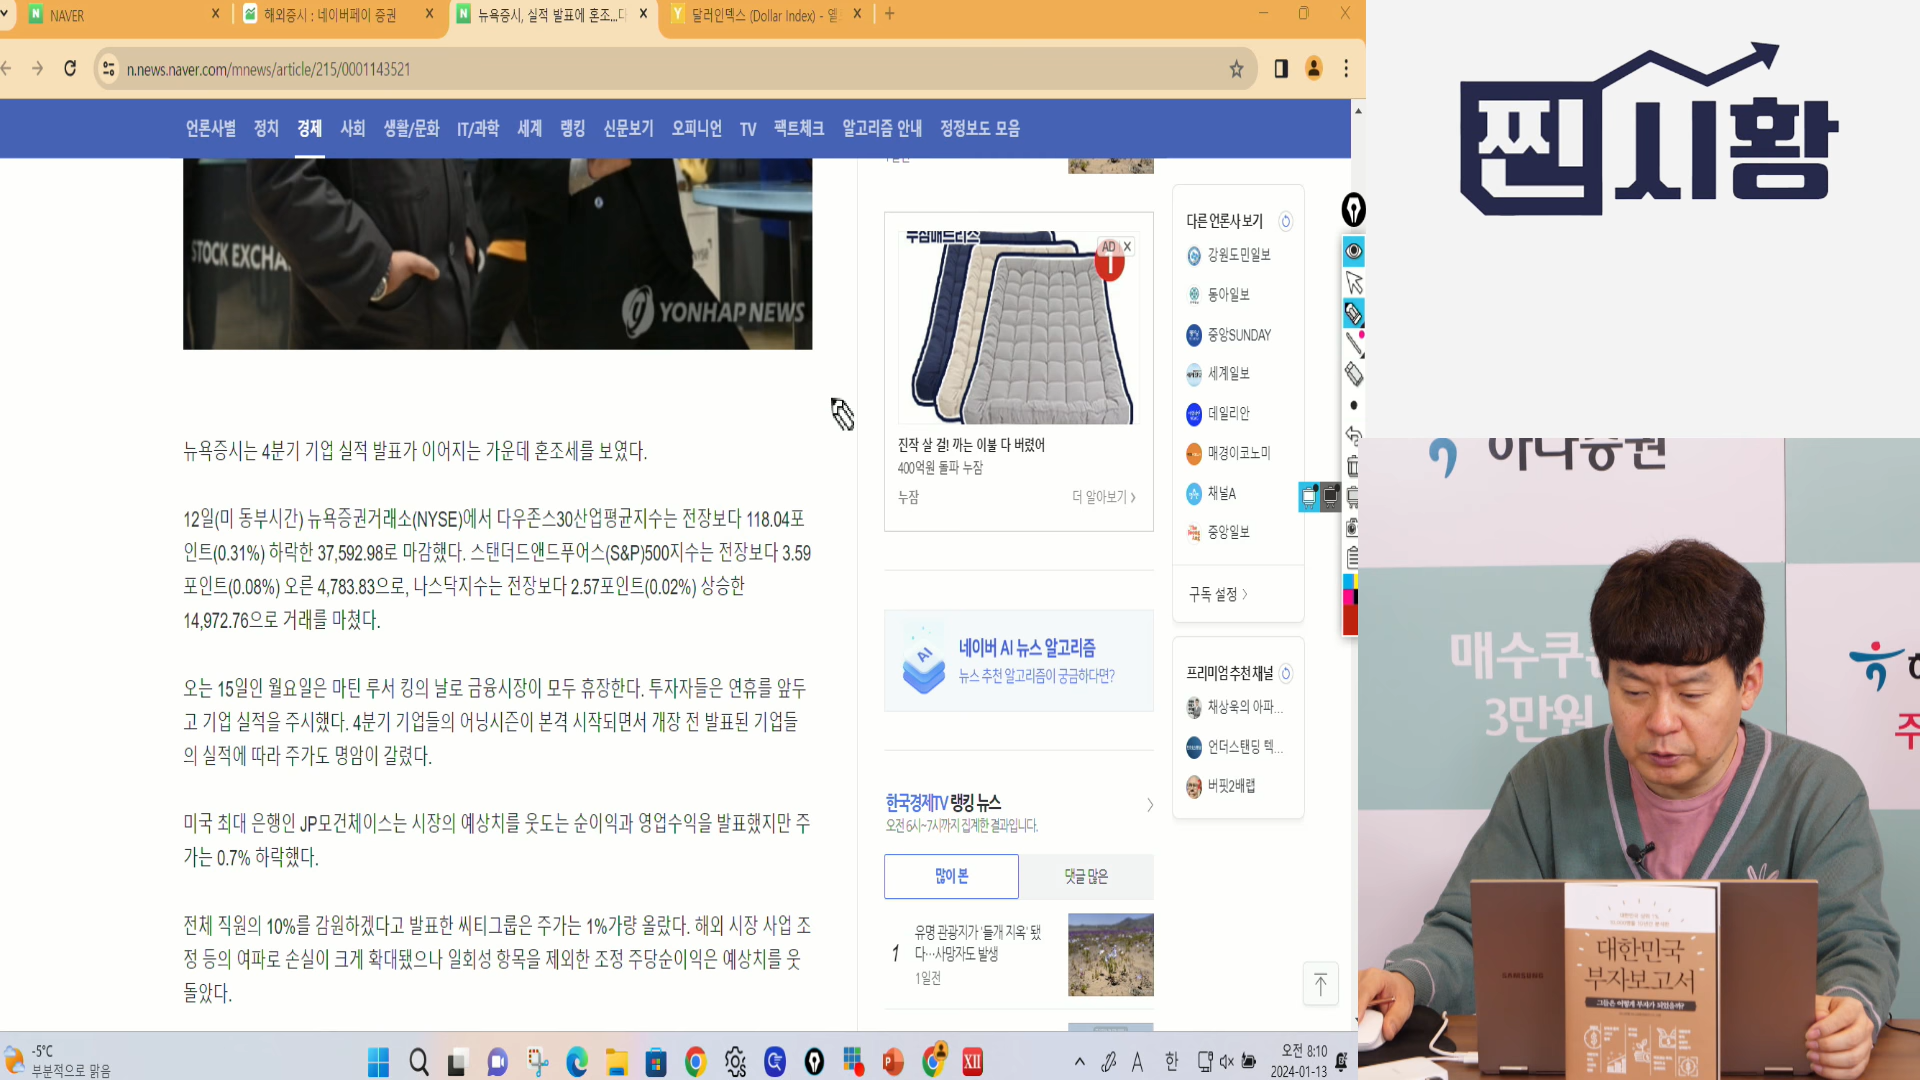 NAVER
해외증시 : 네이버페이 증권
뉴욕증시, 실적 발표에 혼조...
달러인덱스 (Dollar Index) - 옐
n.news.naver.com/mnews/article/215/0001143521
언론사별 정치 경제 사회 생활/문화 IT/과학 세계 랭킹 신문보기 오피니언 TV 팩트체크 알고리즘 안내 정정보도 모음
STOCK EXCHA
YONHAP NEWS
뉴욕증시는 4분기 기업 실적 발표가 이어지는 가운데 혼조세를 보였다.
12일(미 동부시간) 뉴욕증권거래소(NYSE)에서 다우존스30산업평균지수는 전장보다 118.04포
인트(0.31%) 하락한 37,592.98로 마감했다. 스탠더드앤드푸어스(S&P)500지수는 전장보다 3.59
포인트(0.08%) 오른 4,783.83으로, 나스닥지수는 전장보다 2.57포인트(0.02%) 상승한
14,972.76으로 거래를 마쳤다.
오는 15일인 월요일은 마틴 루서 킹의 날로 금융시장이 모두 휴장한다. 투자자들은 연휴를 앞두
고 기업 실적을 주시했다. 4분기 기업들의 어닝시즌이 본격 시작되면서 개장 전 발표된 기업들
의 실적에 따라 주가도 명암이 갈렸다.
미국 최대 은행인 JP모건체이스는 시장의 예상치를 웃도는 순이익과 영업수익을 발표했지만 주
가는 0.7% 하락했다.
전체 직원의 10%를 감원하겠다고 발표한 씨티그룹은 주가는 1%가량 올랐다. 해외 시장 사업 조
정 등의 여파로 손실이 크게 확대됐으나 일회성 항목을 제외한 조정 주당순이익은 예상치를 웃
돌았다.
AD X
진작 살 걸! 까는 이불 다 버렸어
400억원 돌파 누잠
누잠
더 알아보기
AI
네이버 AI 뉴스 알고리즘
뉴스 추천 알고리즘이 궁금하다면?
한국경제TV 랭킹 뉴스
오전 6시~7시까지 집계한 결과입니다.
많이 본
댓글 많은
1
유명 관광지가 '들개 지옥' 됐
다…사망자도 발생
1일전
다른 언론사 보기
강원도민일보
동아일보
중앙SUNDAY
세계일보
데일리안
매경이코노미
채널A
중앙일보
구독 설정
프리미엄 추천 채널
채상욱의 아파...
언더스탠딩 텍...
버핏2배랩
찐시황
하나증권
매수쿠
3만원
SAMSUNG
대한민국
부자보고서
그들은 어떻게 부자가 되었을까?
-5°C
부분적으로 맑음
XII
A
한
오전 8:10
2024-01-13